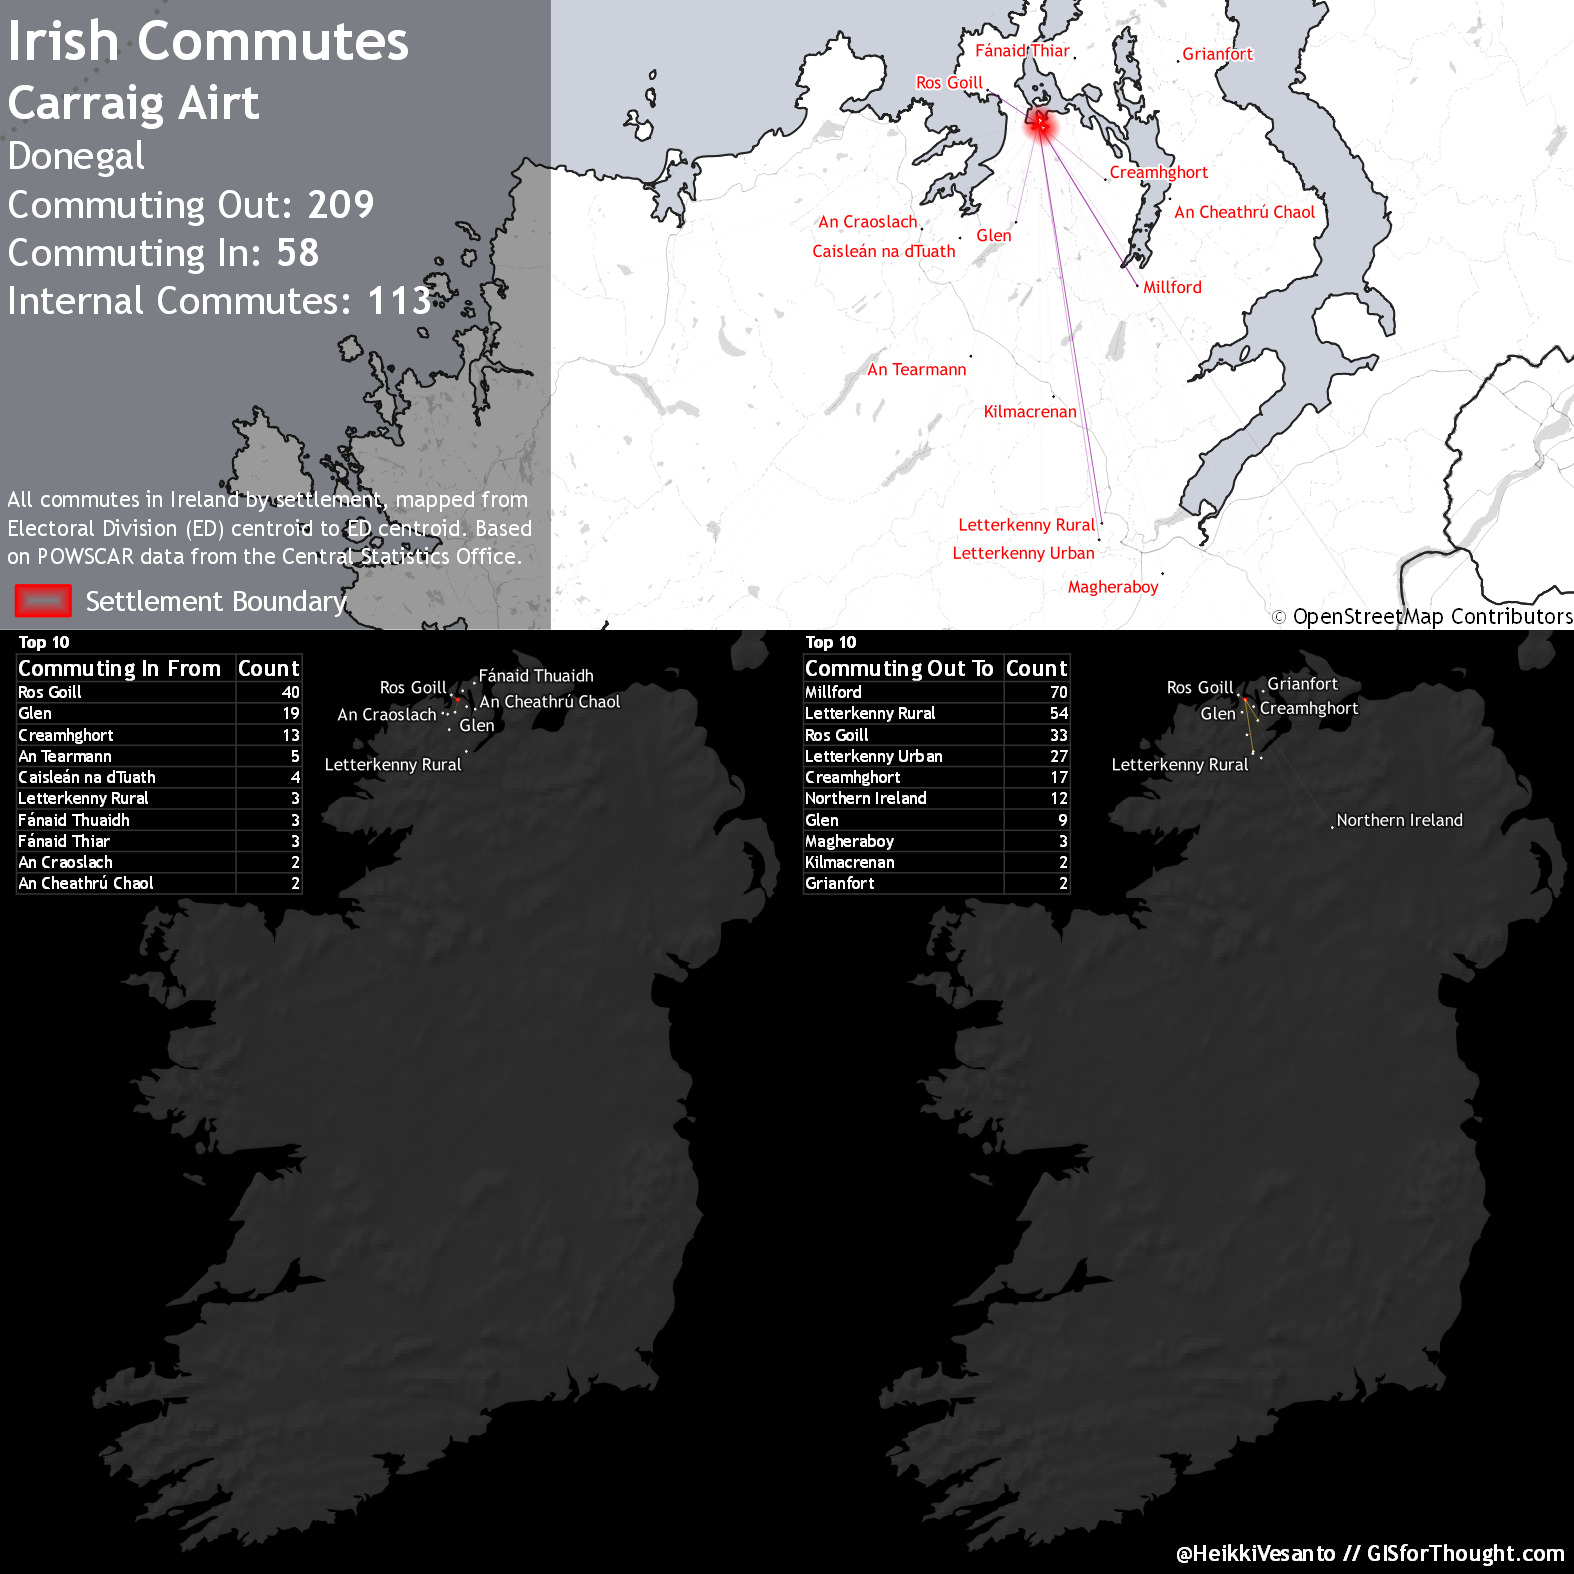 Irish Commutes
Carraig Airt
Donegal
Commuting Out: 209
Commuting In: 58
Internal Commutes: 113
All commutes in Ireland by settlement, mapped from
Electoral Division (ED) centroid to ED centroid. Based
on POWSCAR data from the Central Statistics Office.
Settlement Boundary
Fánaid Thiar
Grianfort
Ros Goill
Creamhghort
An Cheathrú Chaol
An Craoslach
Glen
Caisleán na dTuath
Millford
An Tearmann
Kilmacrenan
Letterkenny Rural
Letterkenny Urban
Magheraboy
© OpenStreetMap Contributors
Top 10
Commuting In From Count
Ros Goill 40
Glen 19
Creamhghort 13
An Tearmann 5
Caisleán na dTuath 4
Letterkenny Rural 3
Fánaid Thuaidh 3
Fánaid Thiar 3
An Craoslach 2
An Cheathrú Chaol 2
Fánaid Thuaidh
Ros Goill
An Cheathrú Chaol
An Craoslach
Glen
Letterkenny Rural
Top 10
Commuting Out To Count
Millford 70
Letterkenny Rural 54
Ros Goill 33
Letterkenny Urban 27
Creamhghort 17
Northern Ireland 12
Glen 9
Magheraboy 3
Kilmacrenan 2
Grianfort 2
Grianfort
Ros Goill
Creamhghort
Glen
Letterkenny Rural
Northern Ireland
@HeikkiVesanto // GISforThought.com